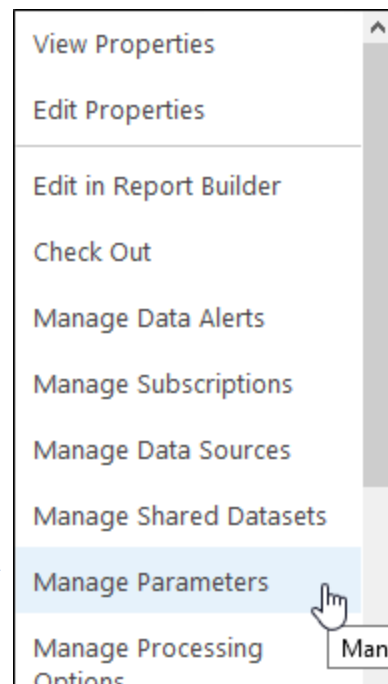 View Properties
Edit Properties
Edit in Report Builder
Check Out
Manage Data Alerts
Manage Subscriptions
Manage Data Sources
Manage Shared Datasets
Manage Parameters
Manage Processing
Man
Options